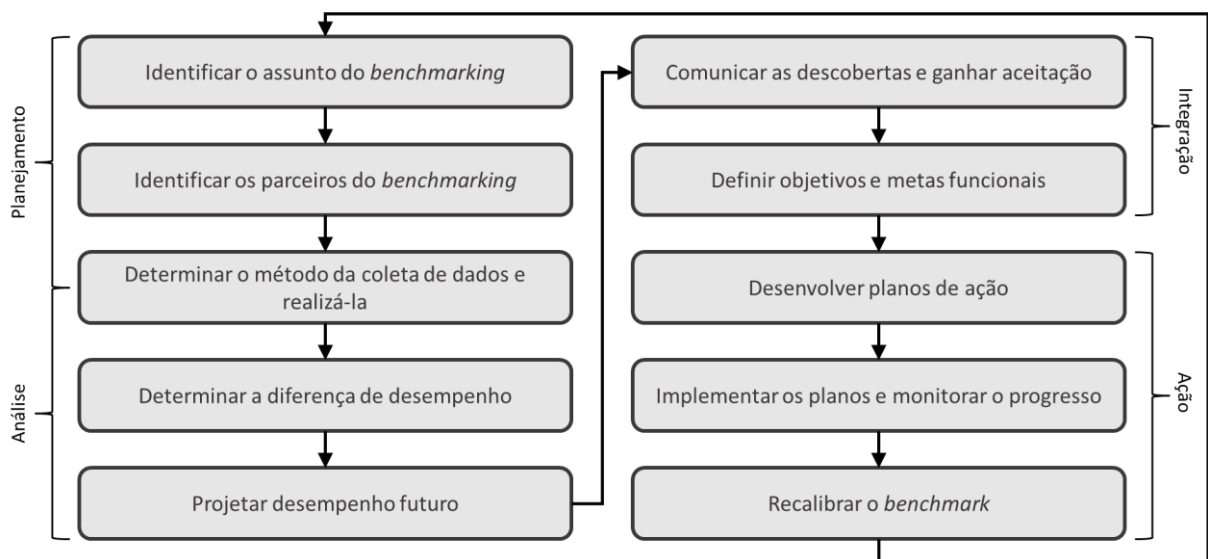 Planejamento
Análise
Identificar o assunto do benchmarking
Identificar os parceiros do benchmarking
Determinar o método da coleta de dados e
realizá-la
Determinar a diferença de desempenho
Projetar desempenho futuro
Comunicar as descobertas e ganhar aceitação
Definir objetivos e metas funcionais
Desenvolver planos de ação
Implementar os planos e monitorar o progresso
Recalibrar o benchmark
Integração
Ação